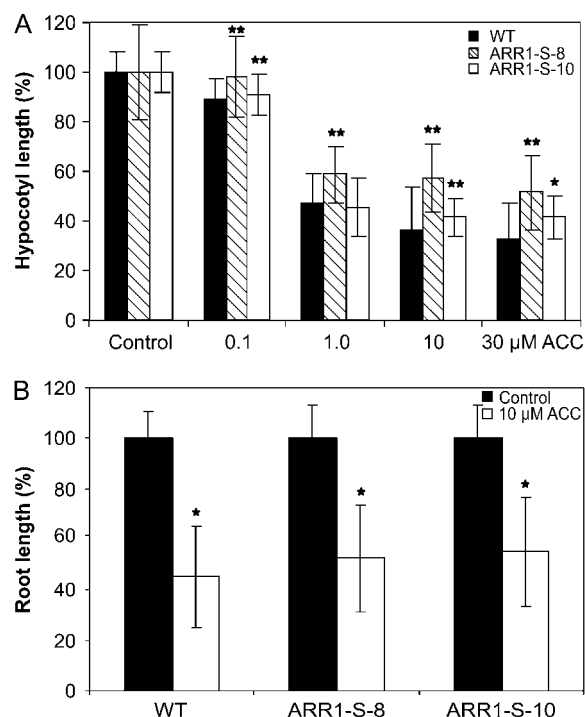 A
Hypocotyl length (%)
120
100
80
60
40
20
0
WT
ARR1-S-8
ARR1-S-10
** **
**
** **
** *
Control 0.1 1.0 10 30 µM ACC
B
Root length (%)
120
100
80
60
40
20
0
Control
10 µM ACC
* * *
WT ARR1-S-8 ARR1-S-10